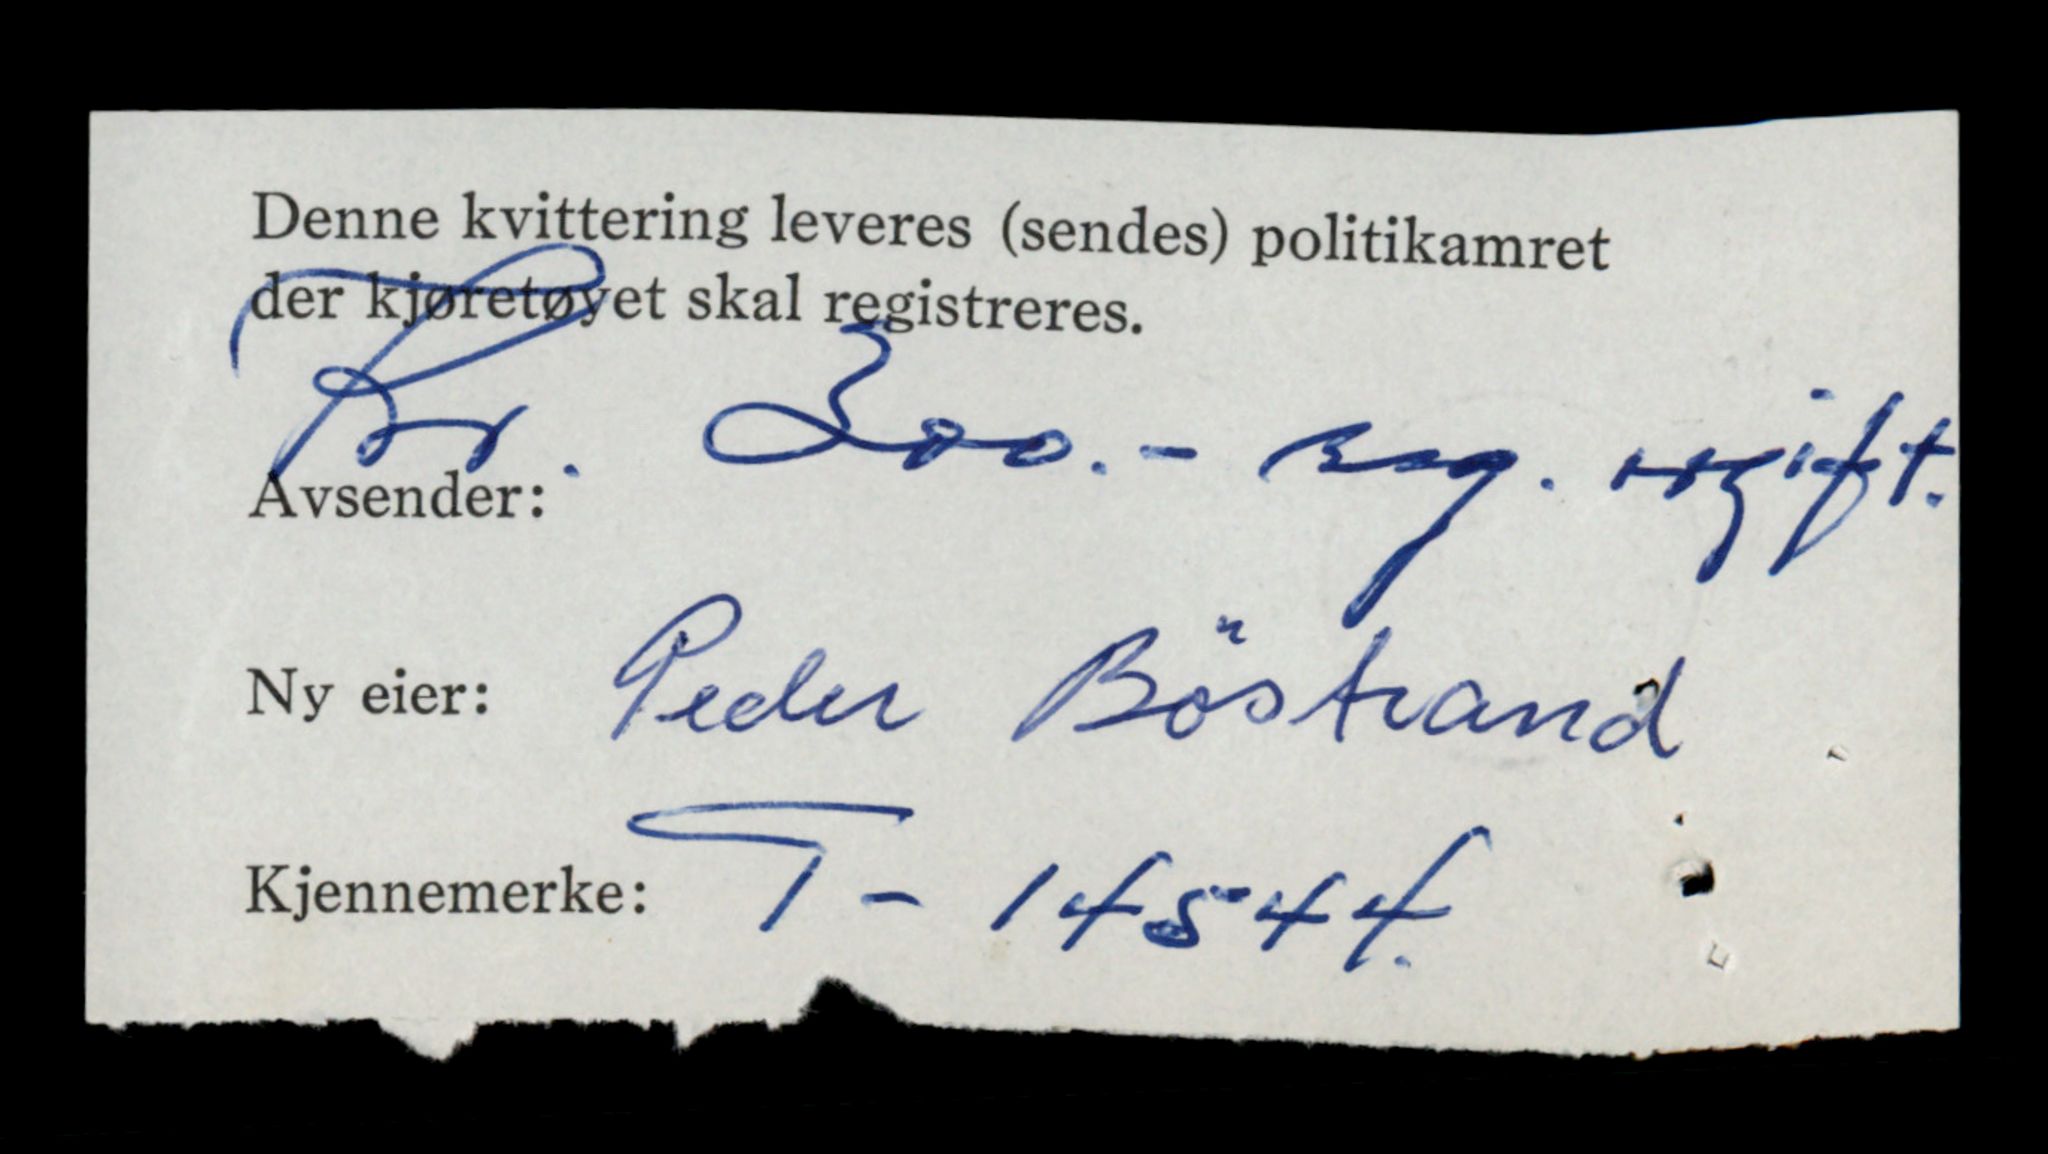 Denne kvittering leveres (sendes) politikamret
der kjøretøyet skal registreres.
Kr. 300.- reg. avgift.
Avsender:
Ny eier: Peder Böstrand
Kjennemerke: T - 14544.